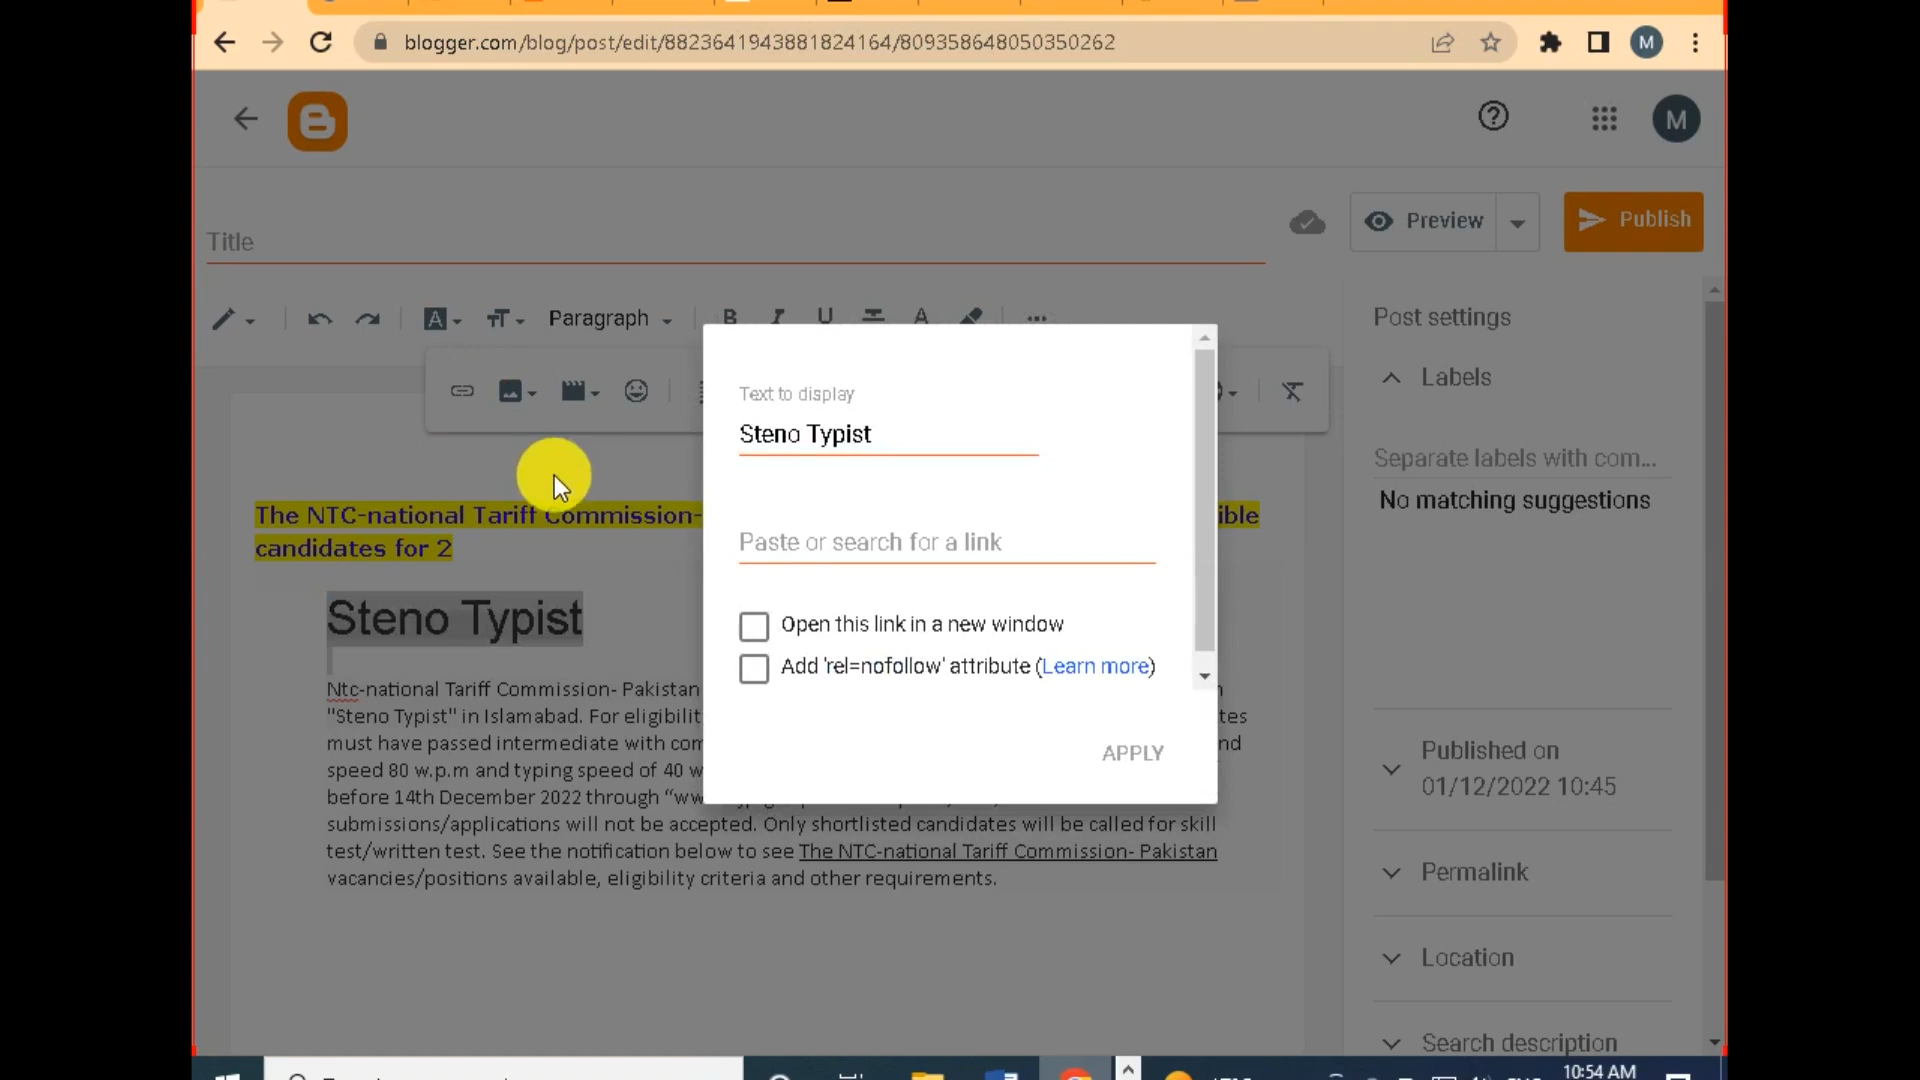 blogger.com/blog/post/edit/8823641943881824164/809358648050350262
M
M
Title
Preview
Publish
Paragraph
B
U
A
Post settings
Labels
Separate labels with com...
No matching suggestions
Text to display
Steno Typist
Paste or search for a link
Open this link in a new window
Add 'rel=nofollow' attribute (Learn more)
APPLY
The NTC-national Tariff Commission- ible
candidates for 2
Steno Typist
Ntc-national Tariff Commission- Pakistan
"Steno Typist" in Islamabad. For tes
must have passed intermediate with nd
speed 80 w.p.m and typing speed of 40
before 14th December 2022 through
submissions/applications will not be accepted. Only shortlisted candidates will be called for skill
test/written test. See the notification below to see The NTC-national Tariff Commission- Pakistan
vacancies/positions available, eligibility criteria and other requirements.
Published on
01/12/2022 10:45
Permalink
Location
Search description
10:54 AM